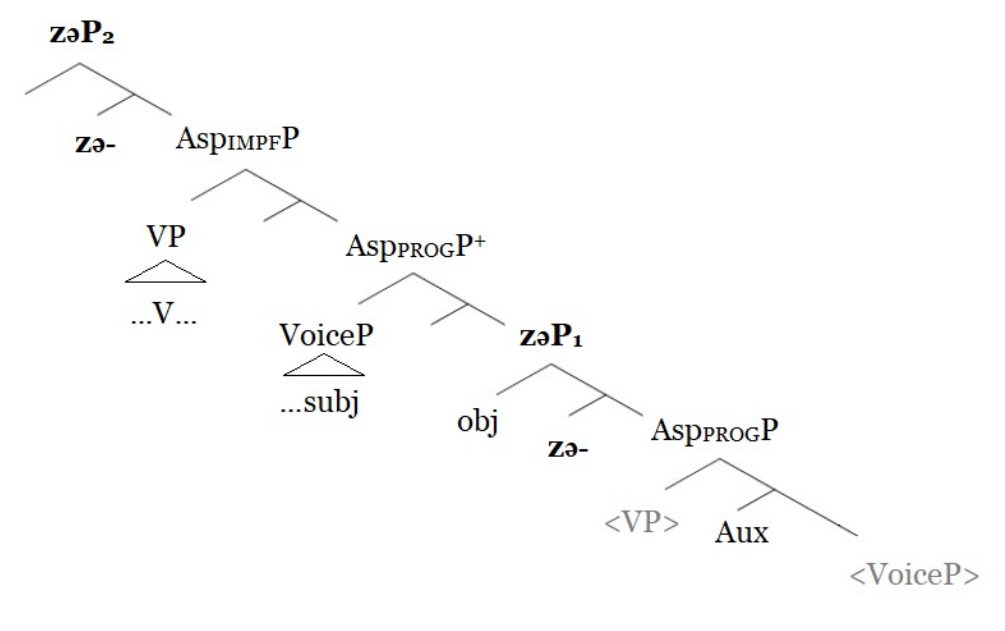 zəP₂
zə-
AspIMPFP
VP
AspPROGP⁺
...V...
VoiceP
zəP₁
...subj
obj
zə-
AspPROGP
<VP>
Aux
<VoiceP>